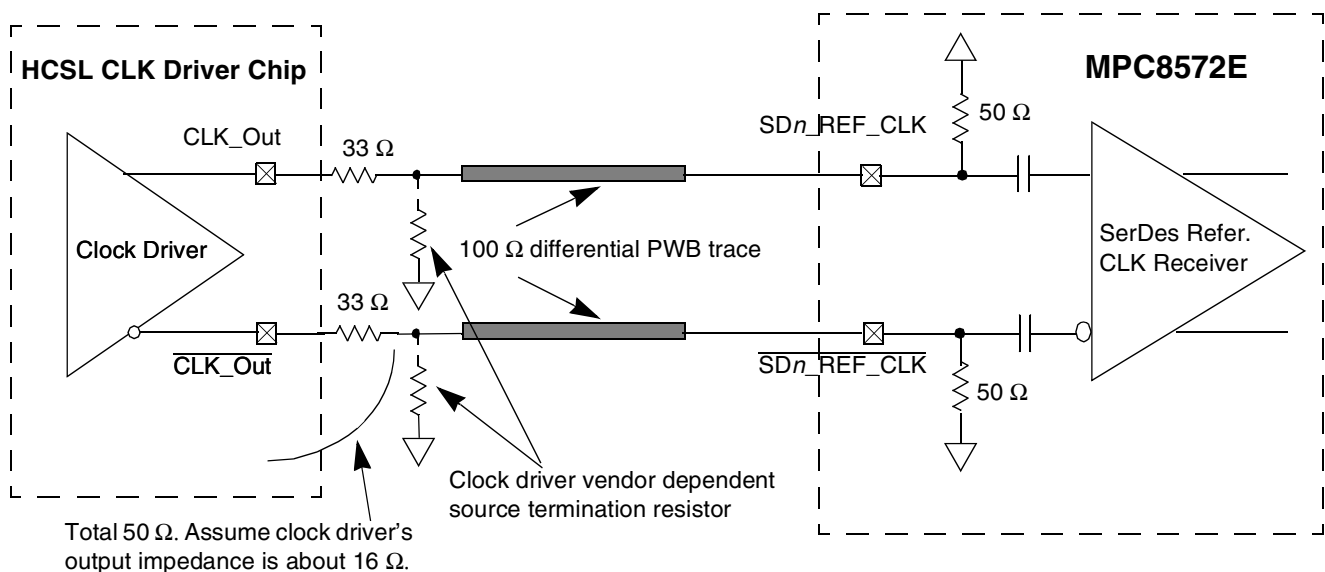 HCSL CLK Driver Chip
MPC8572E
CLK_Out
SDn_REF_CLK
50 Ω
33 Ω
Clock Driver
100 Ω differential PWB trace
SerDes Refer.
CLK Receiver
33 Ω
CLK_Out
SDn_REF_CLK
50 Ω
Clock driver vendor dependent
source termination resistor
Total 50 Ω. Assume clock driver's
output impedance is about 16 Ω.